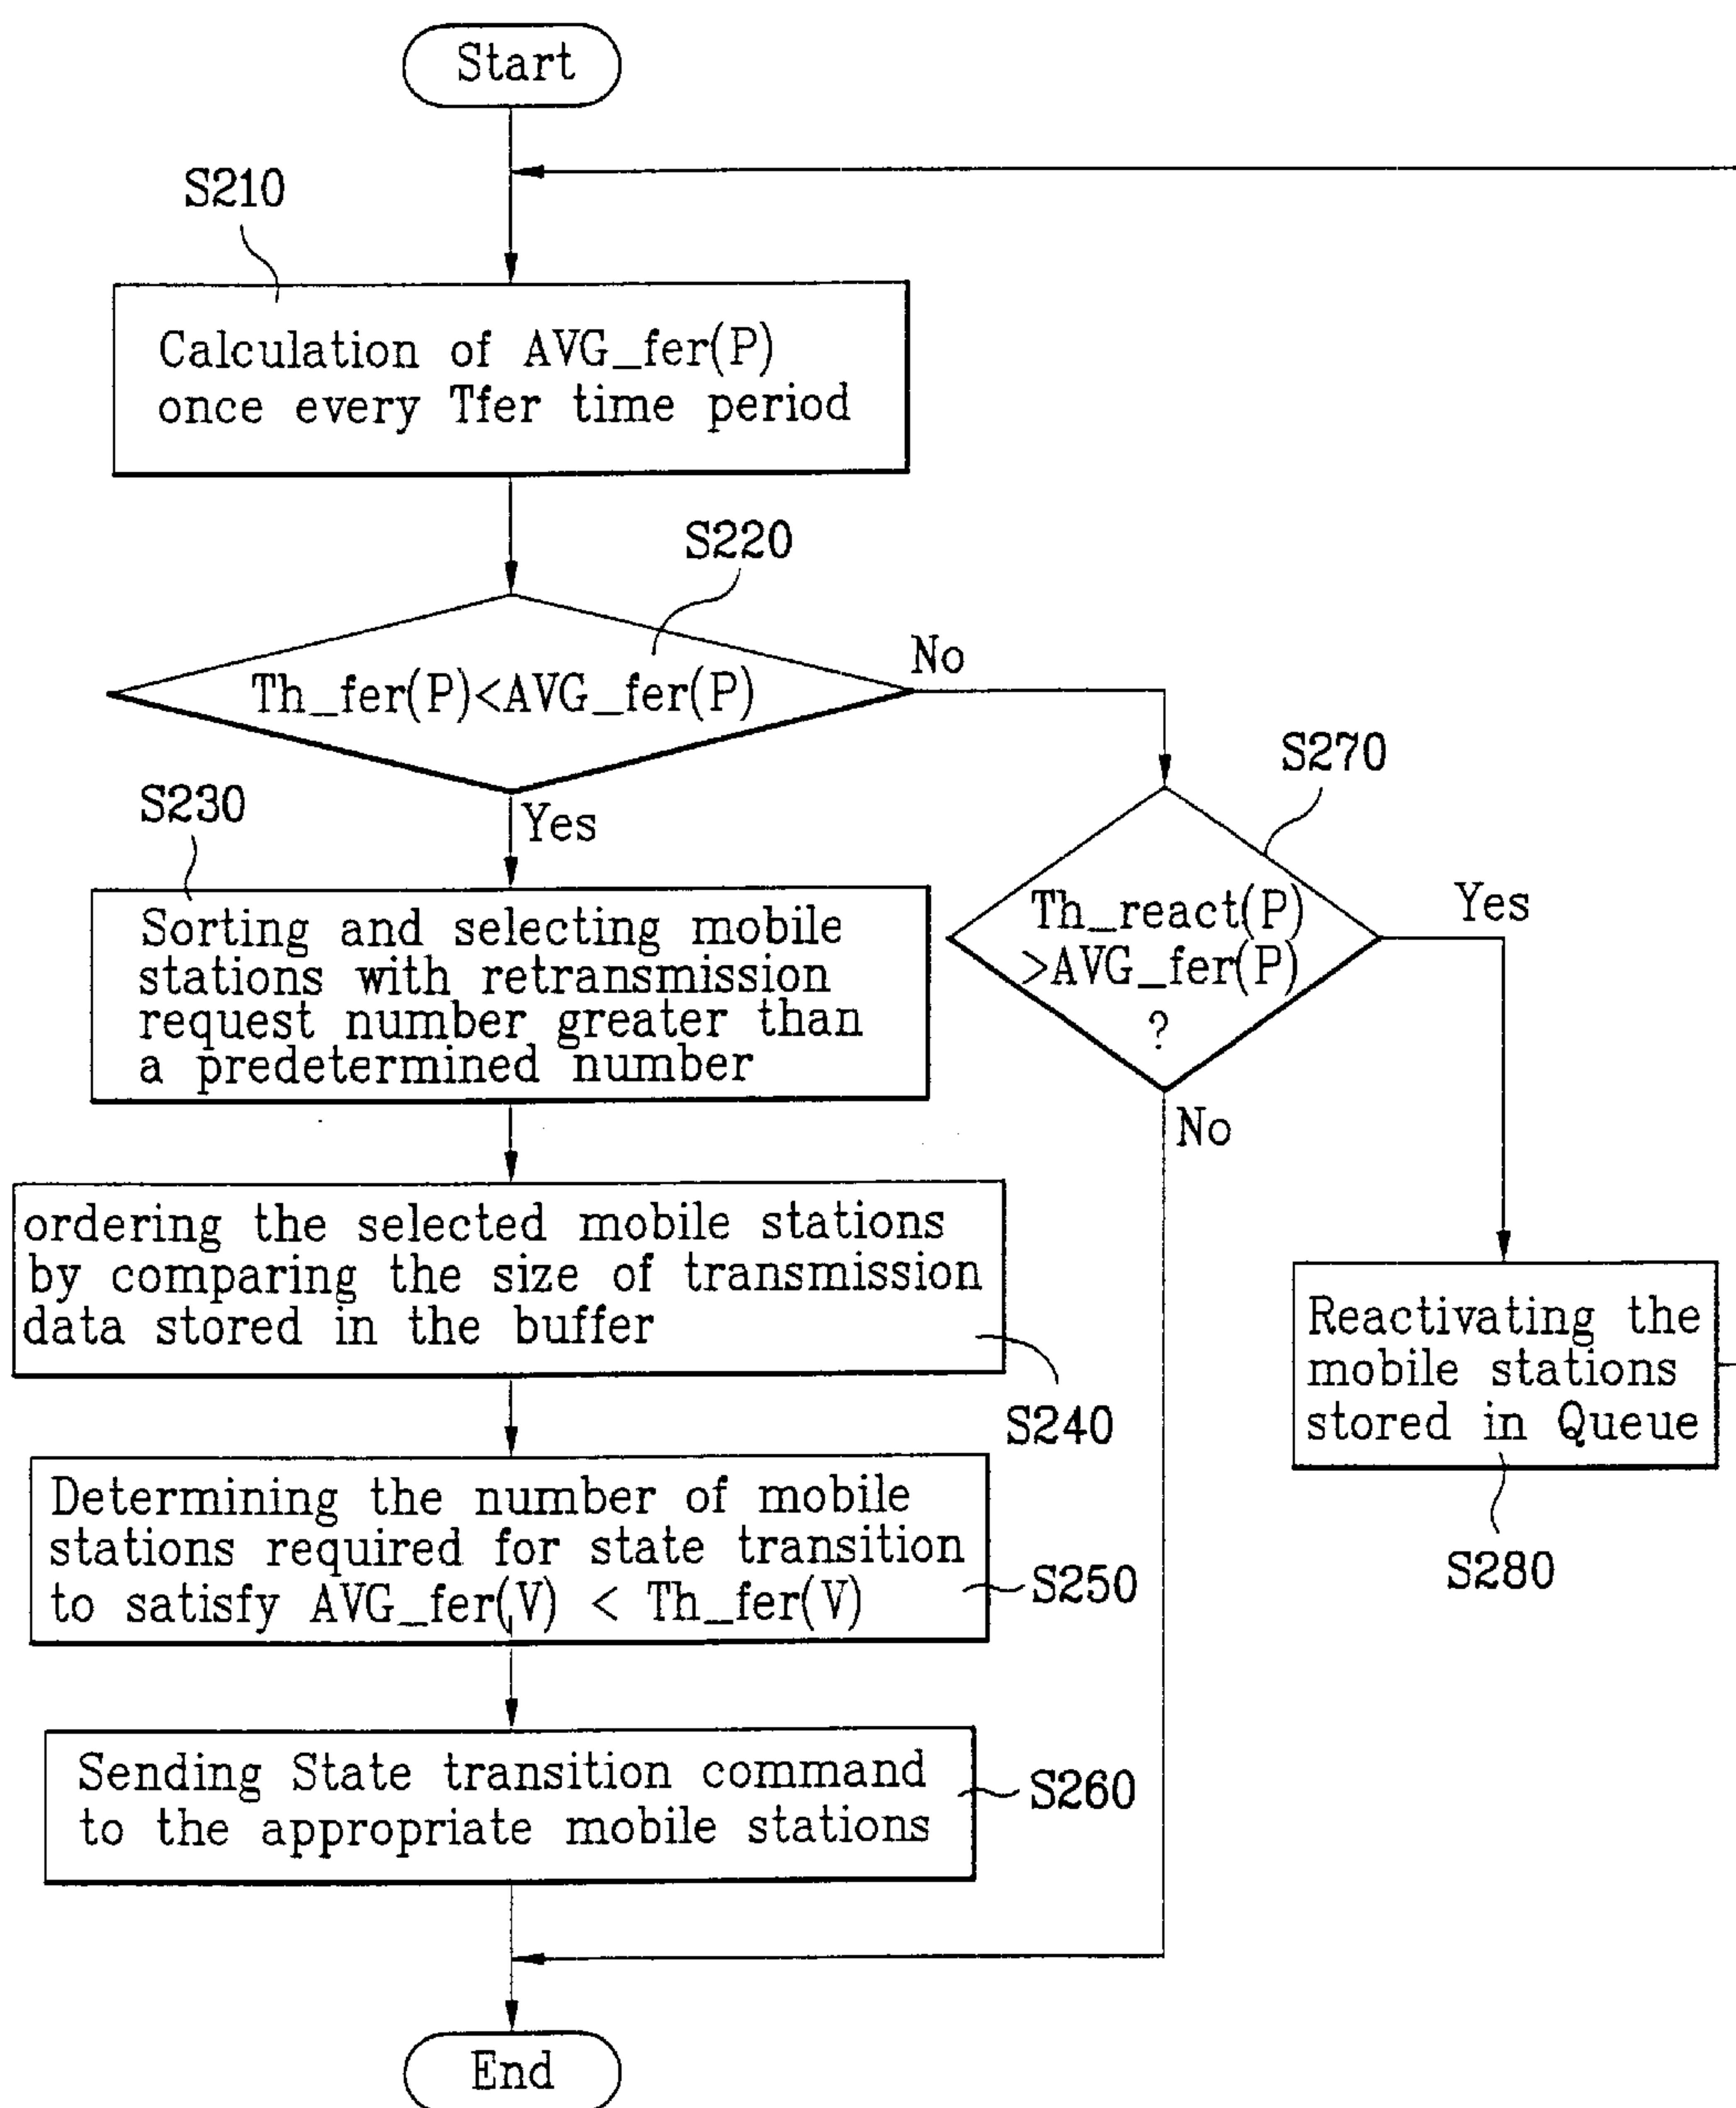 Start
S210
Calculation of AVG_fer(P)
once every Tfer time period
S220
Th_fer(P)<AVG_fer(P)
No
Yes
S230
Sorting and selecting mobile
stations with retransmission
request number greater than
a predetermined number
S270
Th_react(P)
>AVG_fer(P)
?
Yes
No
ordering the selected mobile stations
by comparing the size of transmission
data stored in the buffer
S240
Reactivating the
mobile stations
stored in Queue
S280
Determining the number of mobile
stations required for state transition
to satisfy AVG_fer(V) < Th_fer(V)
S250
Sending State transition command
to the appropriate mobile stations
S260
End